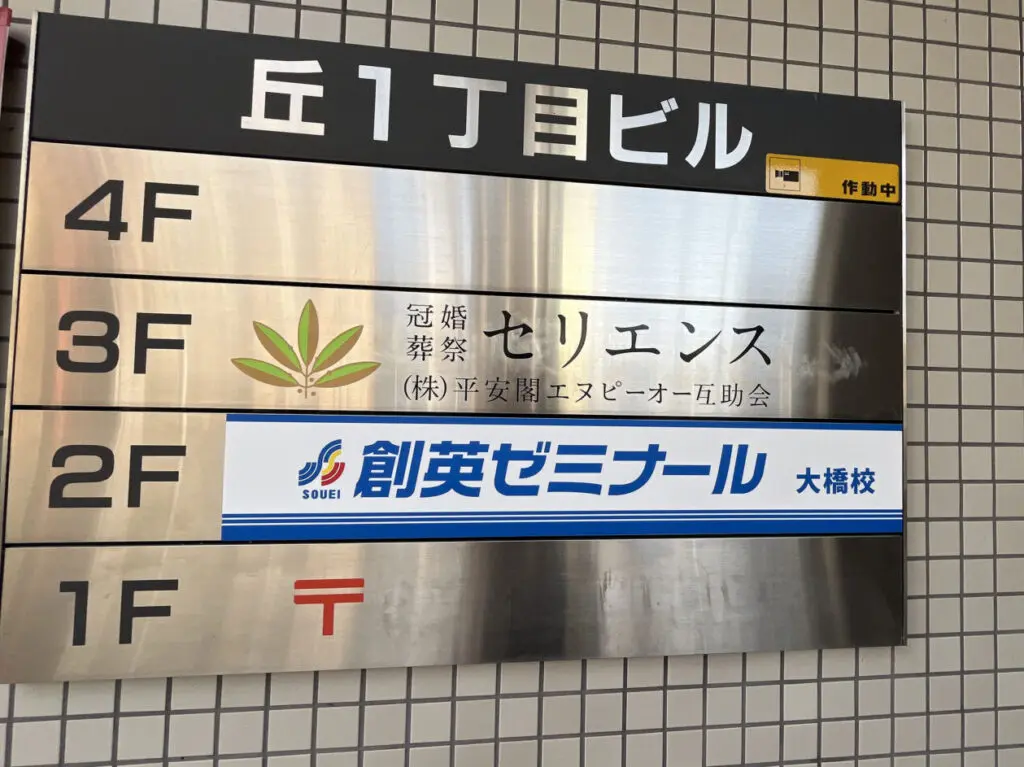 丘1丁目ビル
作動中
4F
3F
冠婚
葬祭
セリエンス
(株)平安閣エヌピーオー互助会
2F
SOUEI
創英ゼミナール 大橋校
1F 〒